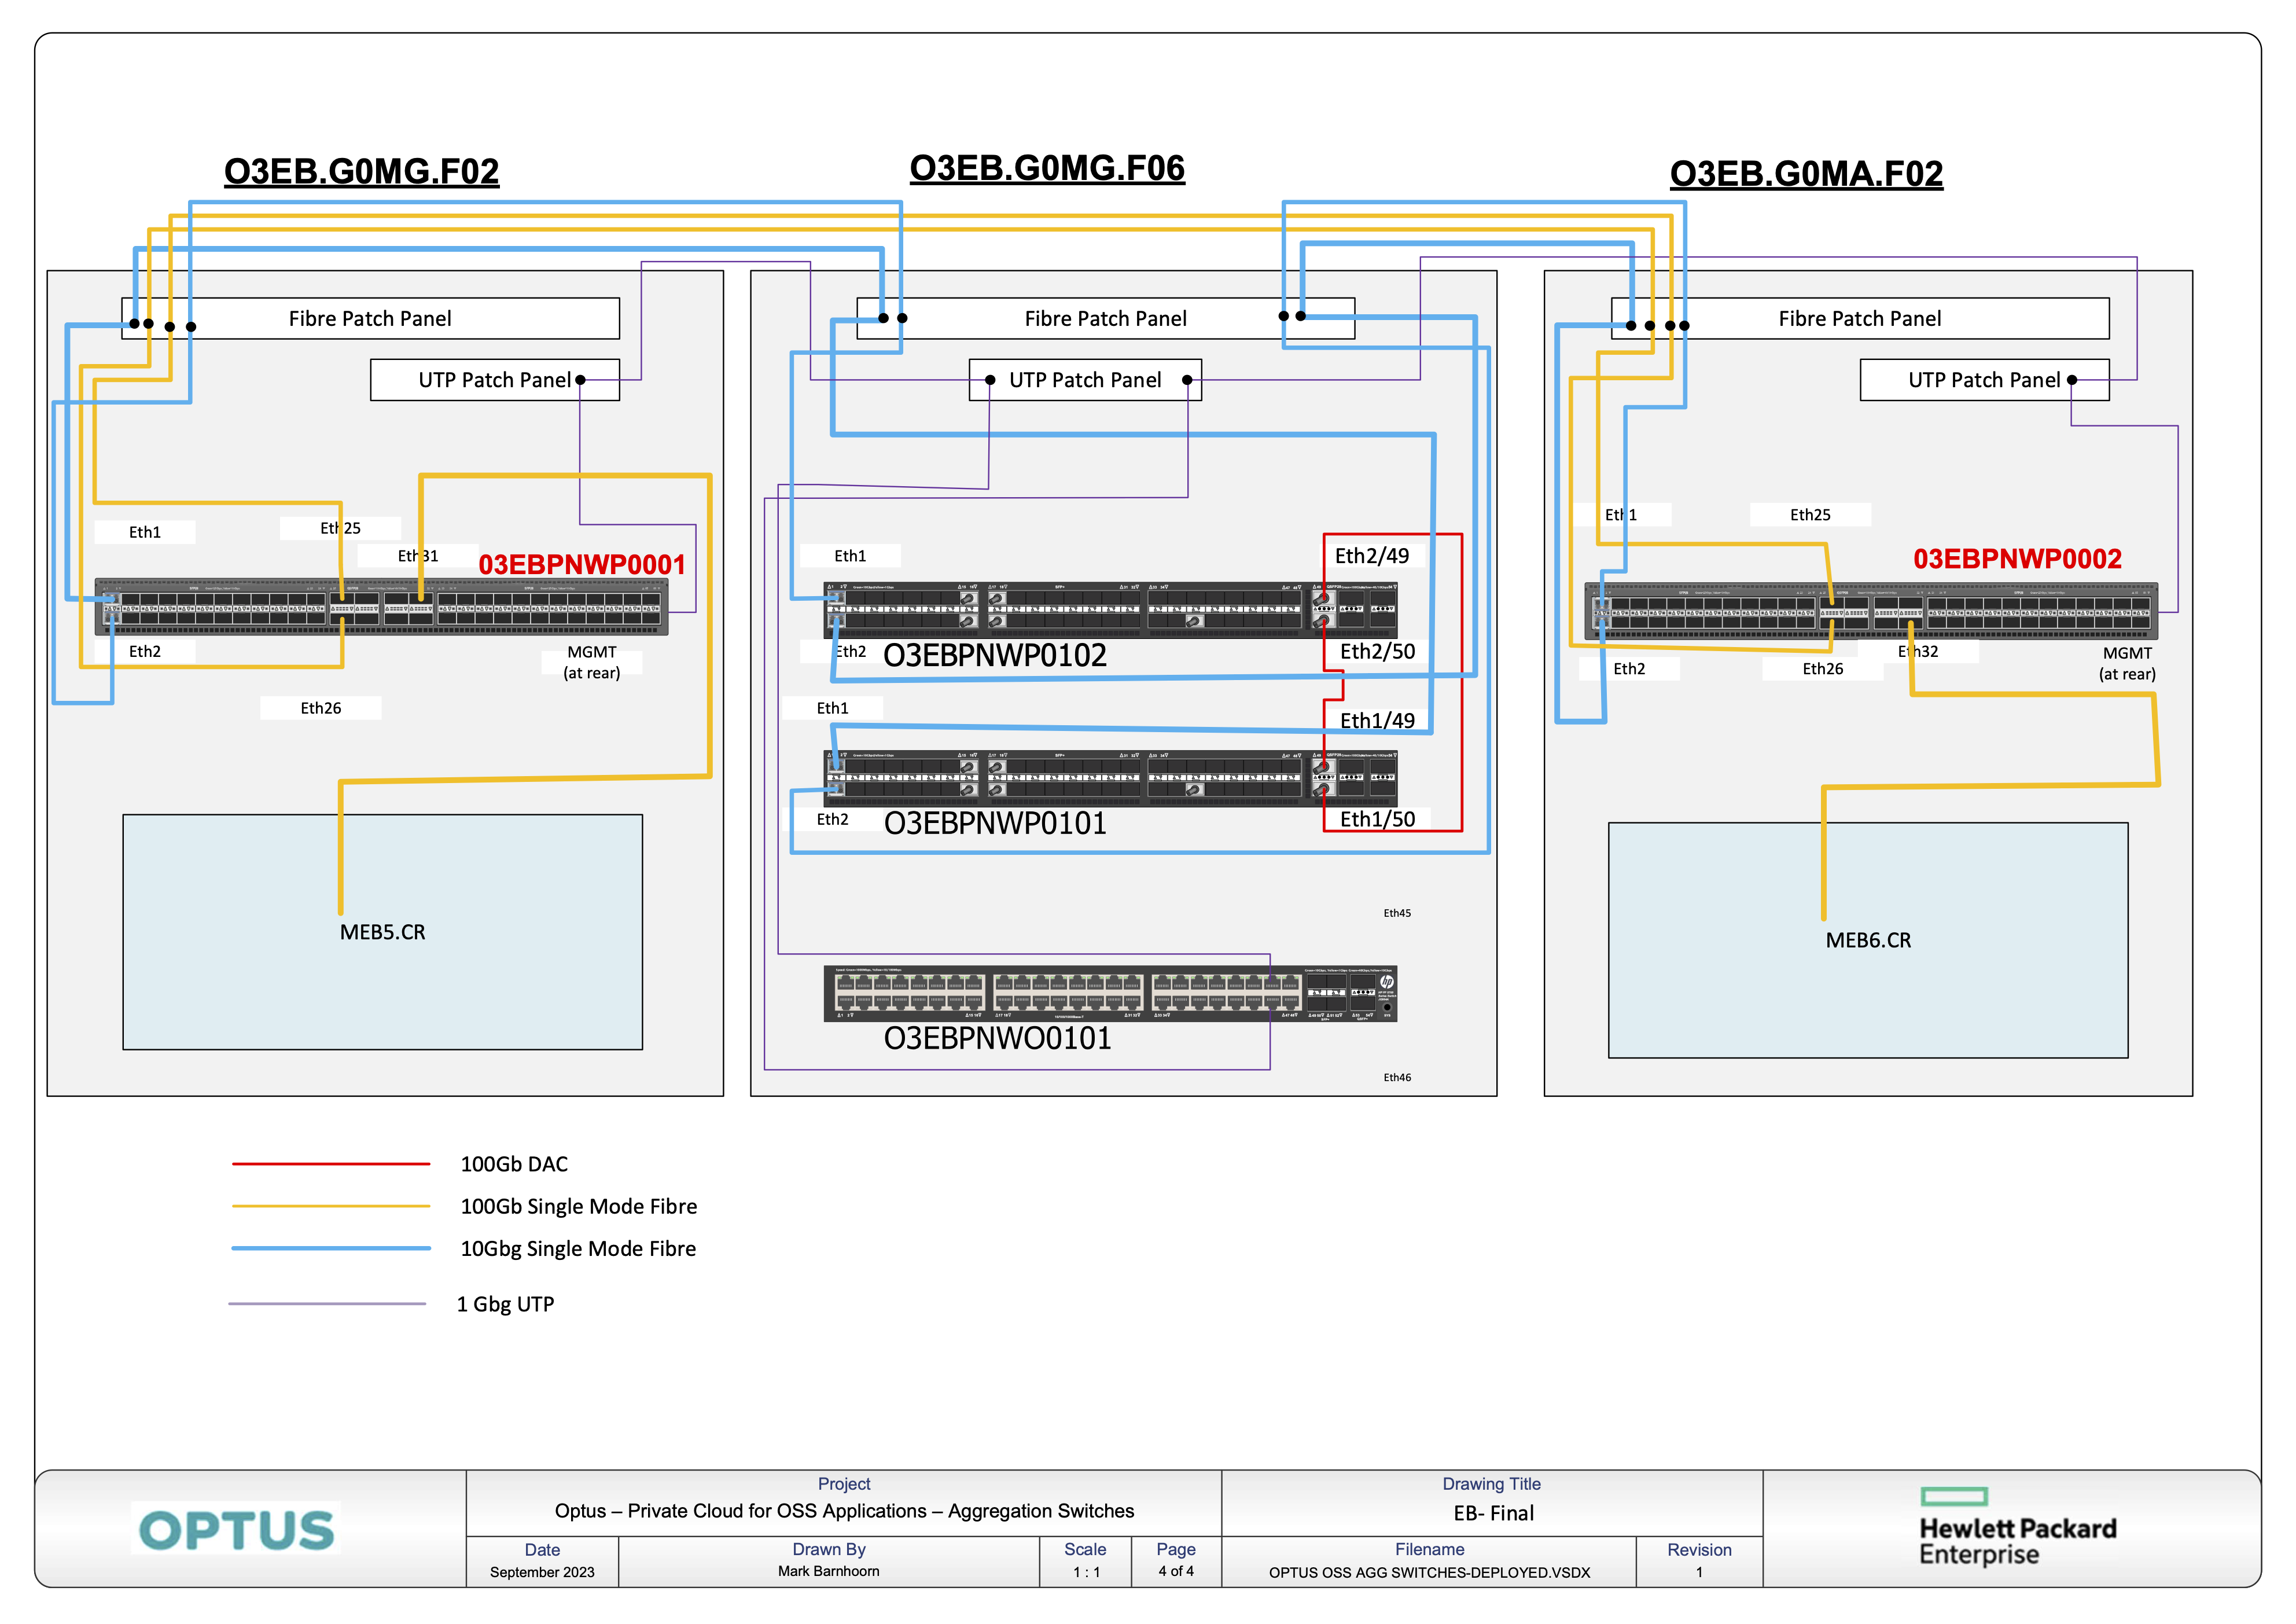 O3EB.G0MG.F02
O3EB.G0MG.F06
O3EB.G0MA.F02
Fibre Patch Panel
Fibre Patch Panel
Fibre Patch Panel
UTP Patch Panel
UTP Patch Panel
UTP Patch Panel
Eth1
Eth25
Eth31
03EBPNWP0001
Eth2
MGMT
(at rear)
Eth26
MEB5.CR
Eth1
Eth2/49
Eth2
O3EBPNWP0102
Eth2/50
Eth1
Eth1/49
Eth2
O3EBPNWP0101
Eth1/50
Eth45
O3EBPNWO0101
Eth46
Eth1
Eth25
03EBPNWP0002
Eth2
Eth26
Eth32
MGMT
(at rear)
MEB6.CR
100Gb DAC
100Gb Single Mode Fibre
10Gbg Single Mode Fibre
1 Gbg UTP
OPTUS
Project
Optus – Private Cloud for OSS Applications – Aggregation Switches
Date
September 2023
Drawn By
Mark Barnhoorn
Scale
1 : 1
Page
4 of 4
Drawing Title
EB- Final
Filename
OPTUS OSS AGG SWITCHES-DEPLOYED.VSDX
Revision
1
Hewlett Packard
Enterprise